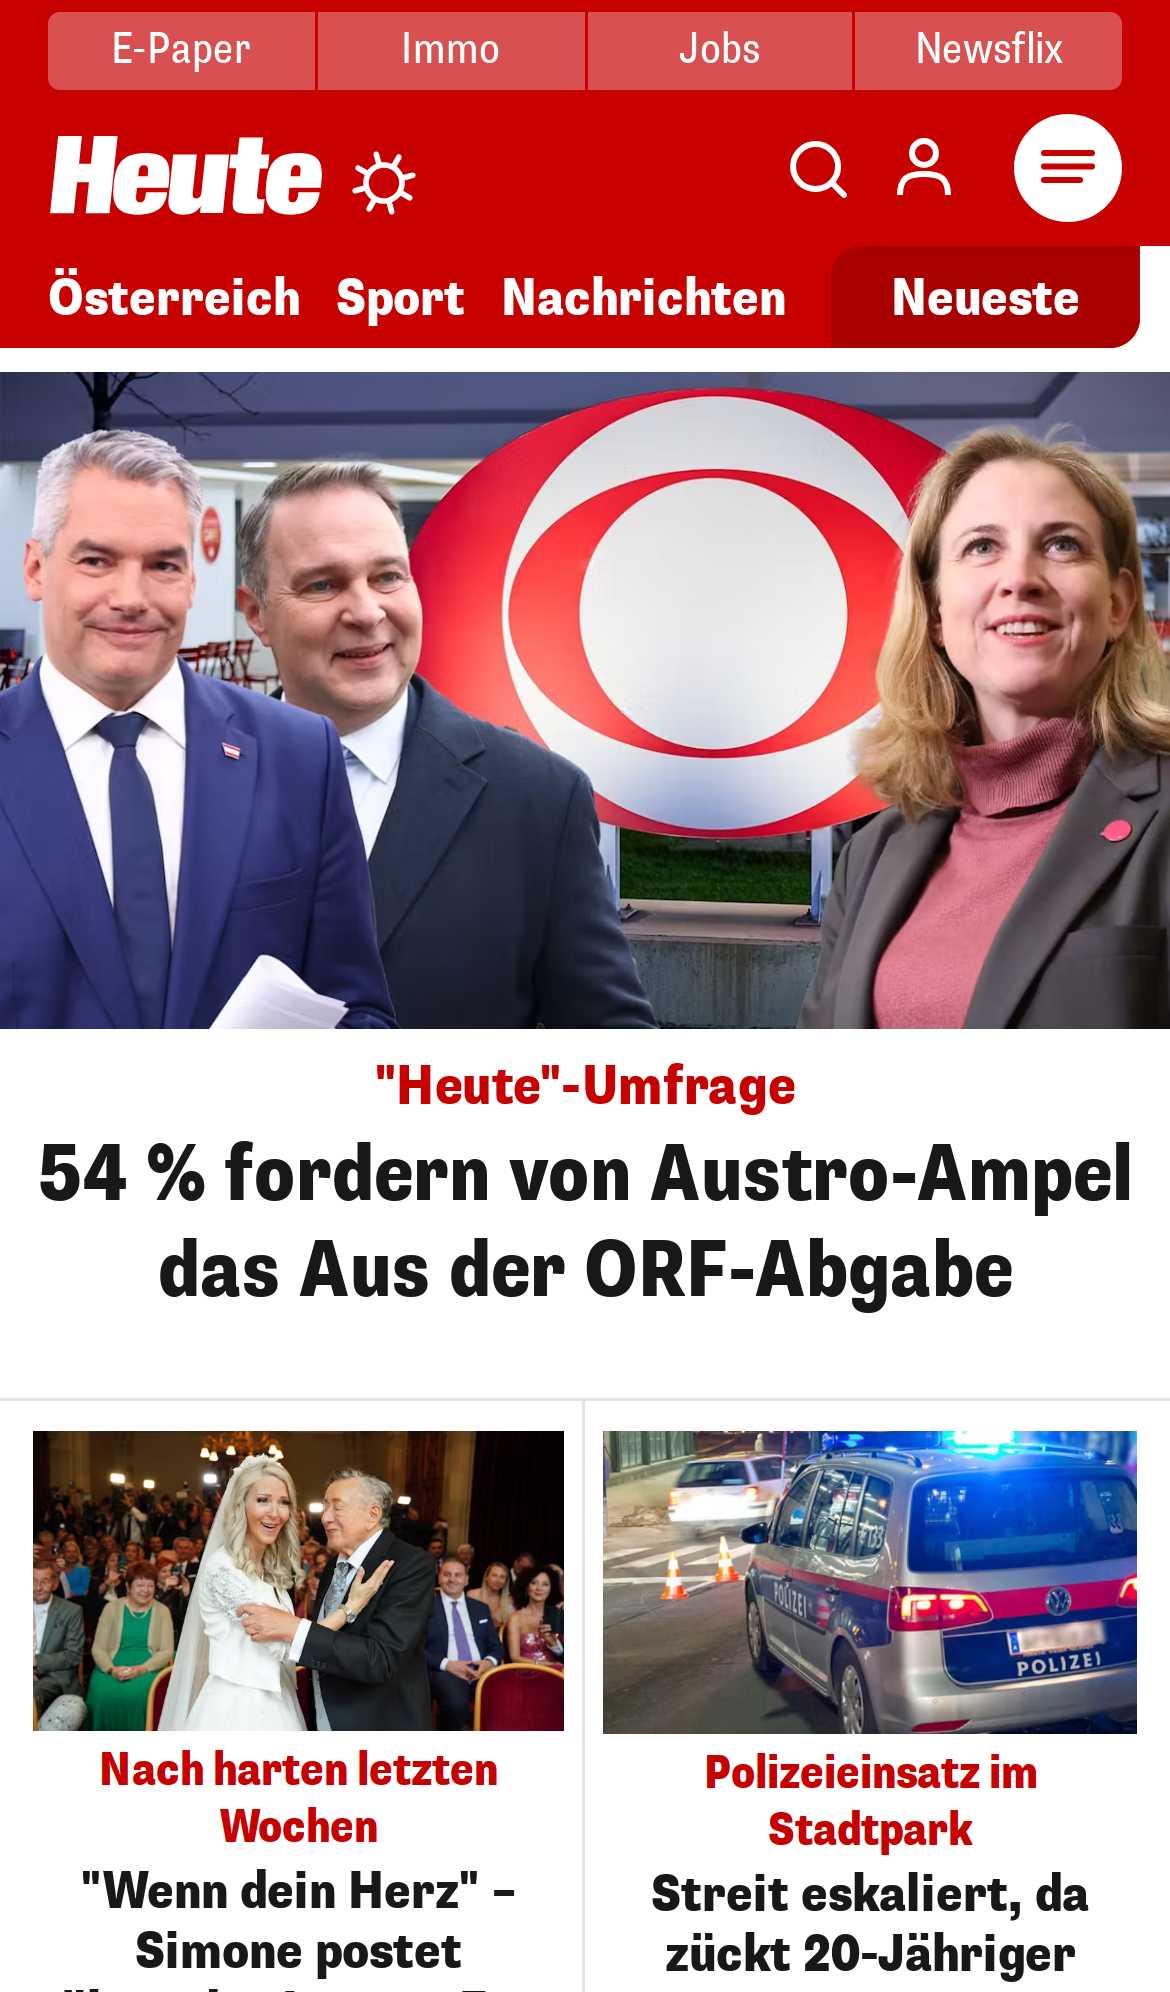 E-Paper
Immo
Jobs
Newsflix
Heute
Österreich
Sport
Nachrichten
Neueste
"Heute"-Umfrage
54 % fordern von Austro-Ampel
das Aus der ORF-Abgabe
Nach harten letzten
Wochen
"Wenn dein Herz" –
Simone postet
POLIZEI
133
POLIZEI
Polizeieinsatz im
Stadtpark
Streit eskaliert, da
zückt 20-Jähriger